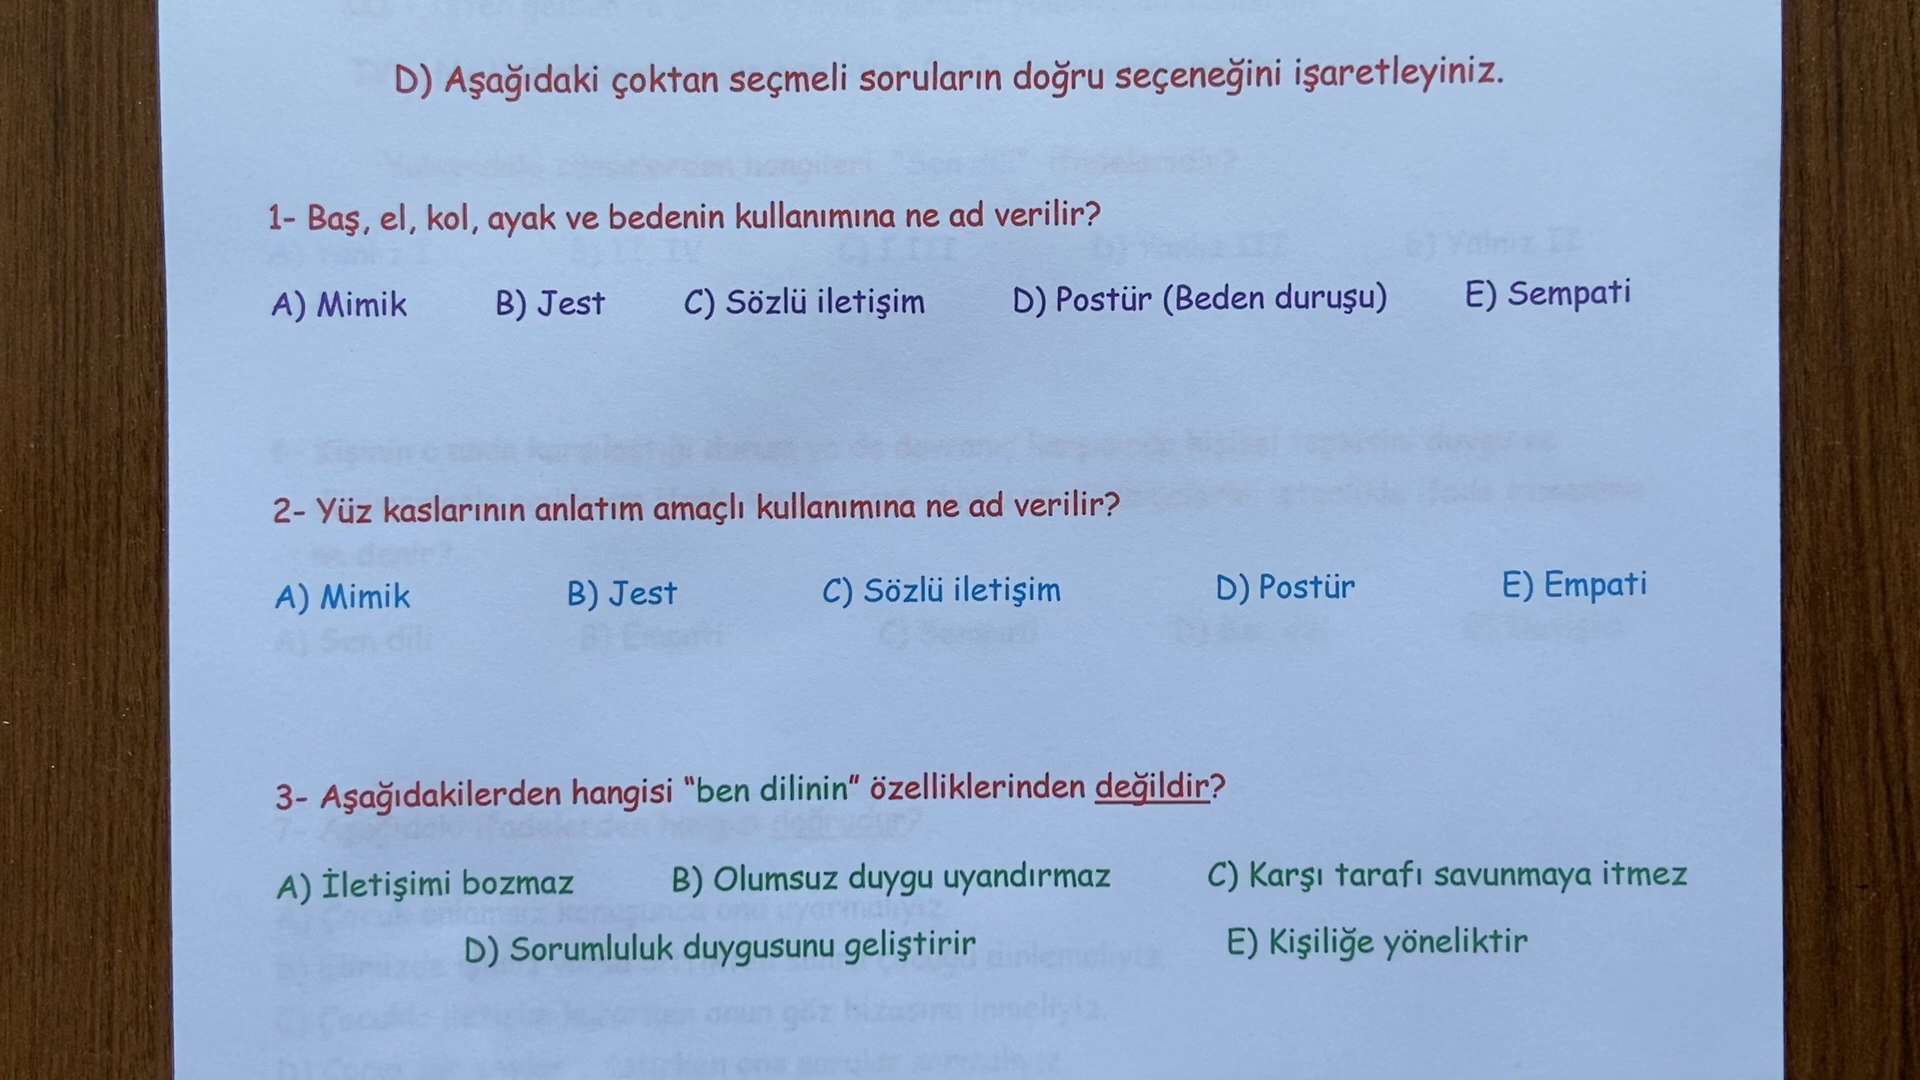 D) Aşağıdaki çoktan seçmeli soruların doğru seçeneğini işaretleyiniz.
1- Baş, el, kol, ayak ve bedenin kullanımına ne ad verilir?
A) Mimik B) Jest C) Sözlü iletişim D) Postür (Beden duruşu) E) Sempati
2- Yüz kaslarının anlatım amaçlı kullanımına ne ad verilir?
A) Mimik B) Jest C) Sözlü iletişim D) Postür E) Empati
3- Aşağıdakilerden hangisi "ben dilinin" özelliklerinden değildir?
A) İletişimi bozmaz B) Olumsuz duygu uyandırmaz C) Karşı tarafı savunmaya itmez
D) Sorumluluk duygusunu geliştirir E) Kişiliğe yöneliktir